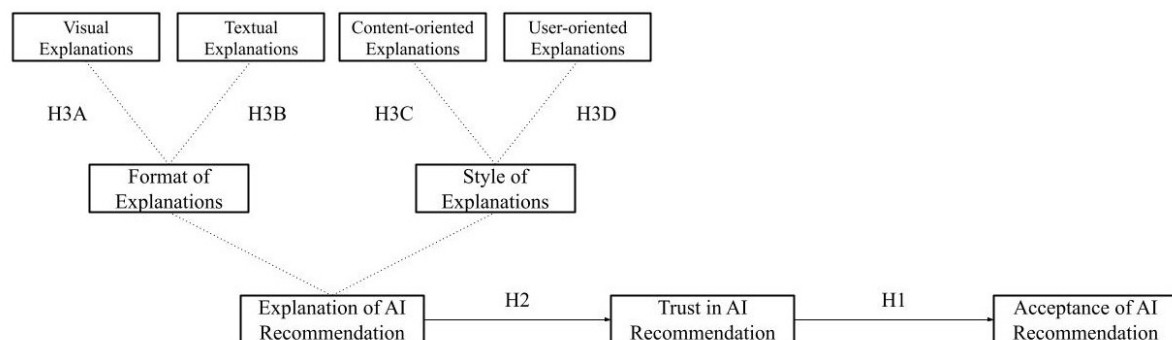 Visual
Explanations
Textual
Explanations
Content-oriented
Explanations
User-oriented
Explanations
H3A
H3B
H3C
H3D
Format of
Explanations
Style of
Explanations
Explanation of AI
Recommendation
H2
Trust in AI
Recommendation
H1
Acceptance of AI
Recommendation